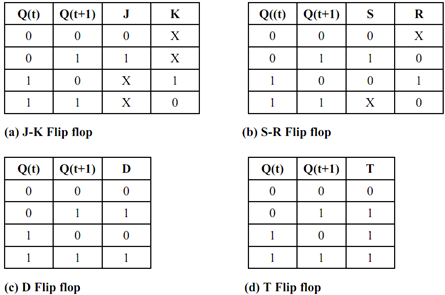 Q(t) Q(t+1) J K
0 0 0 X
0 1 1 X
1 0 X 1
1 1 X 0
(a) J-K Flip flop
Q((t) Q(t+1) S R
0 0 0 X
0 1 1 0
1 0 0 1
1 1 X 0
(b) S-R Flip flop
Q(t) Q(t+1) D
0 0 0
0 1 1
1 0 0
1 1 1
(c) D Flip flop
Q(t) Q(t+1) T
0 0 0
0 1 1
1 0 1
1 1 1
(d) T Flip flop